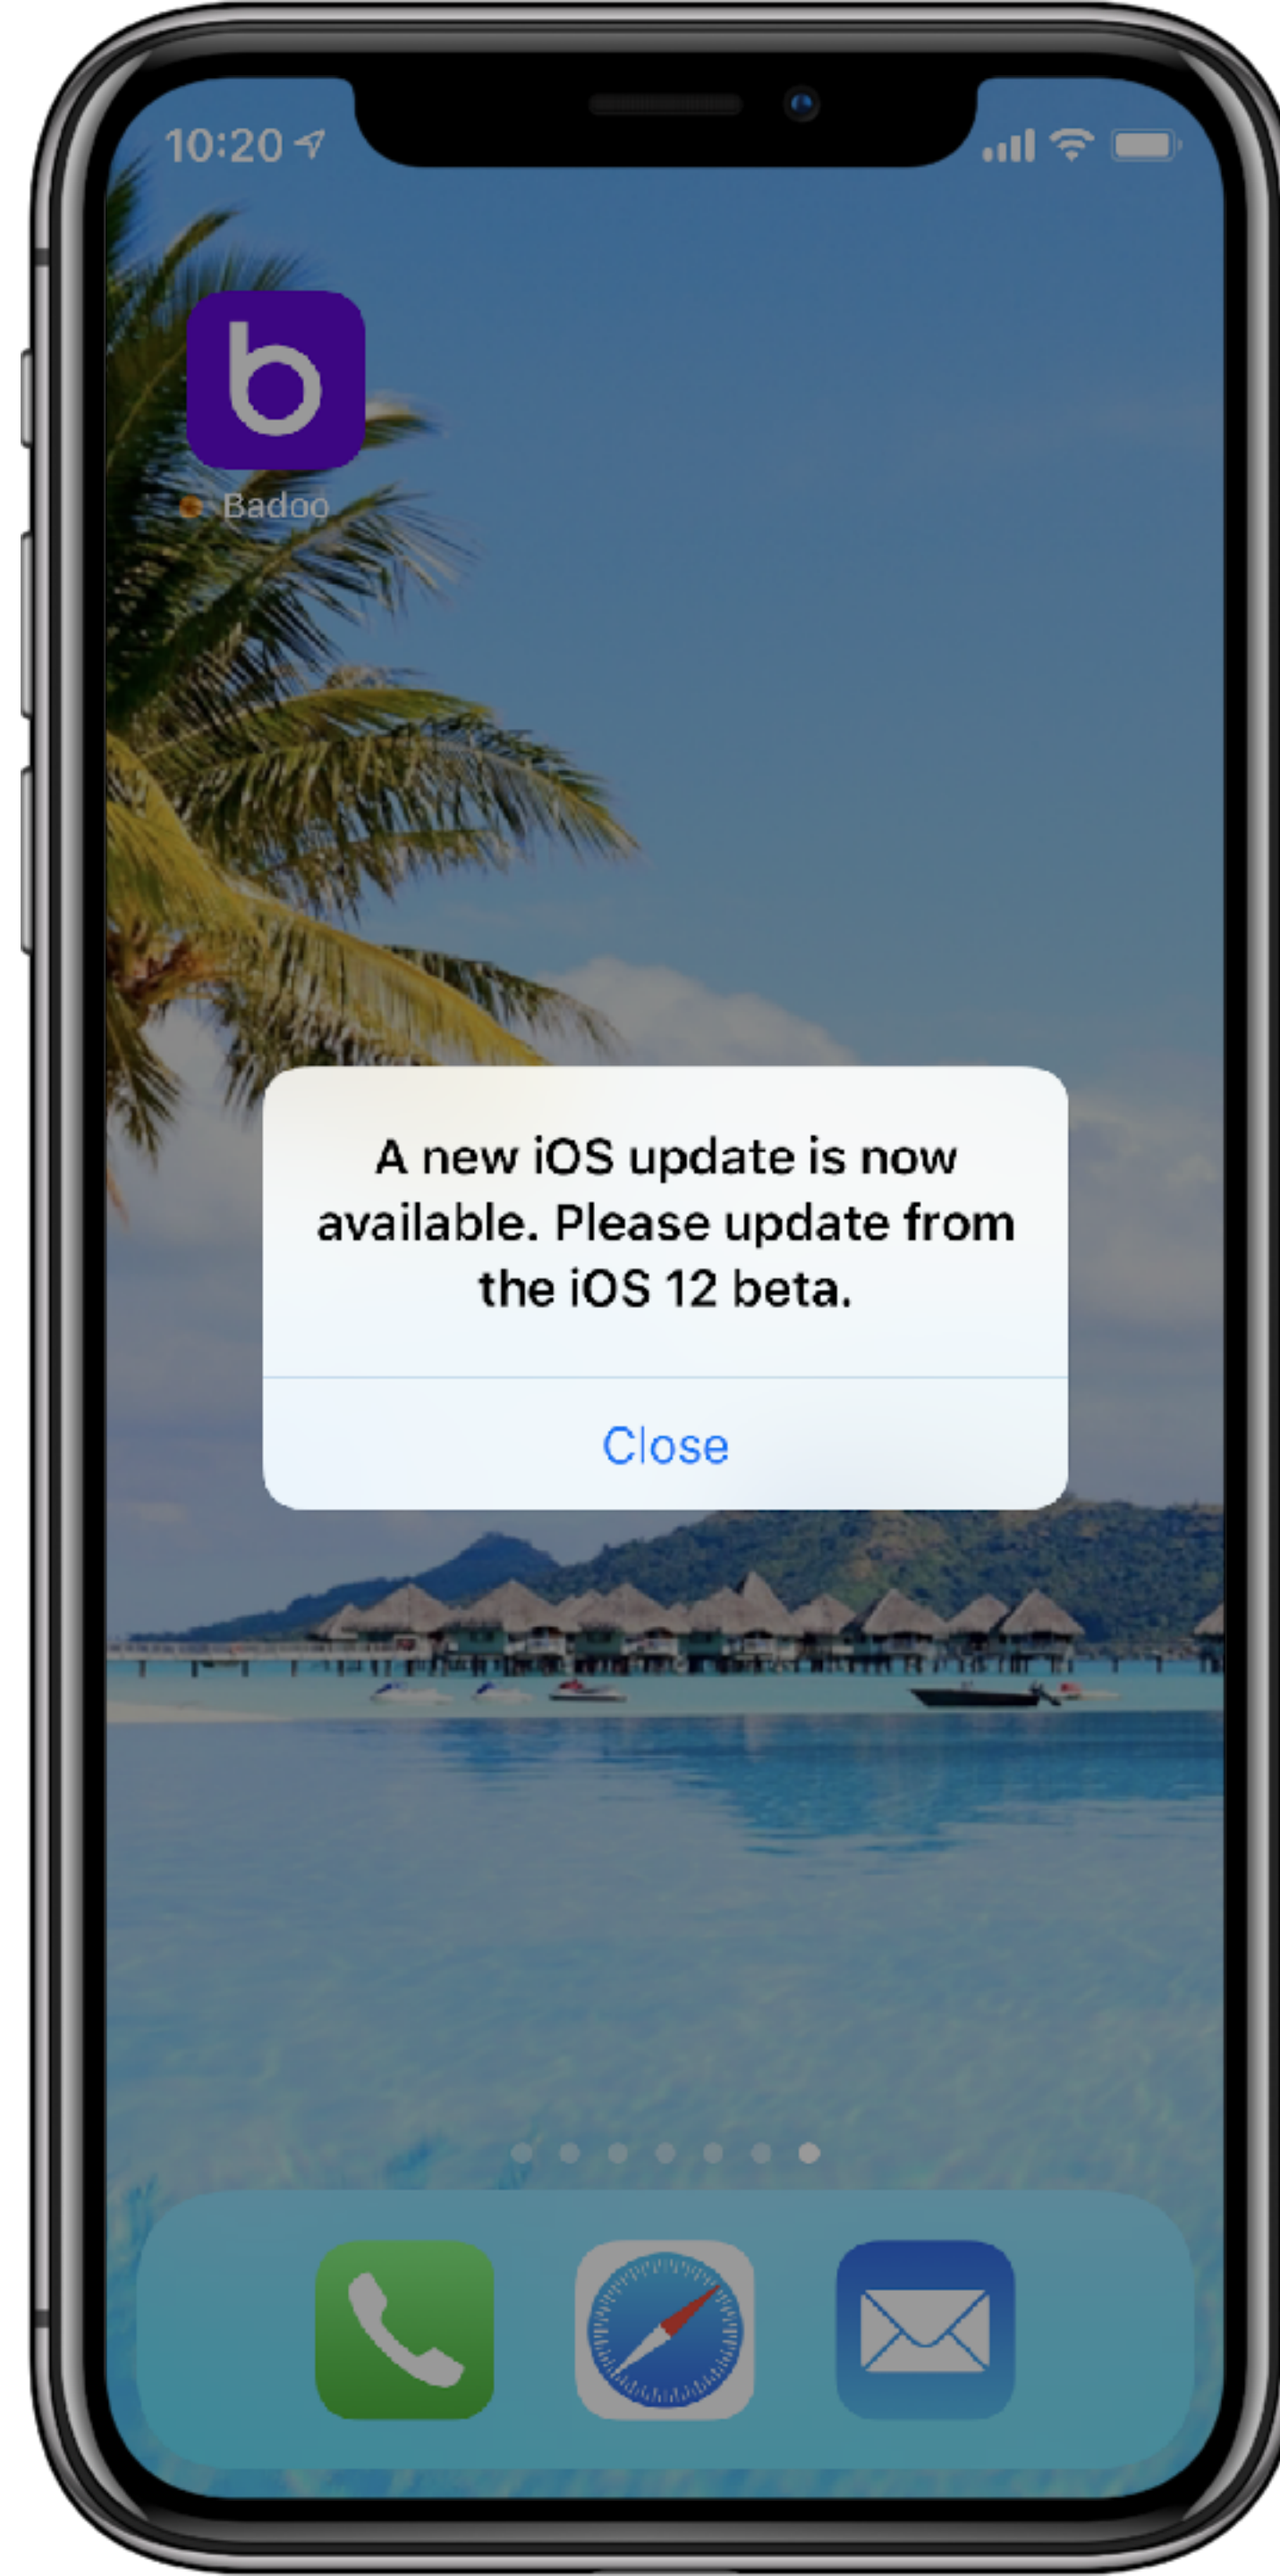 10:20
b
Badoo
A new iOS update is now
available. Please update from
the iOS 12 beta.
Close